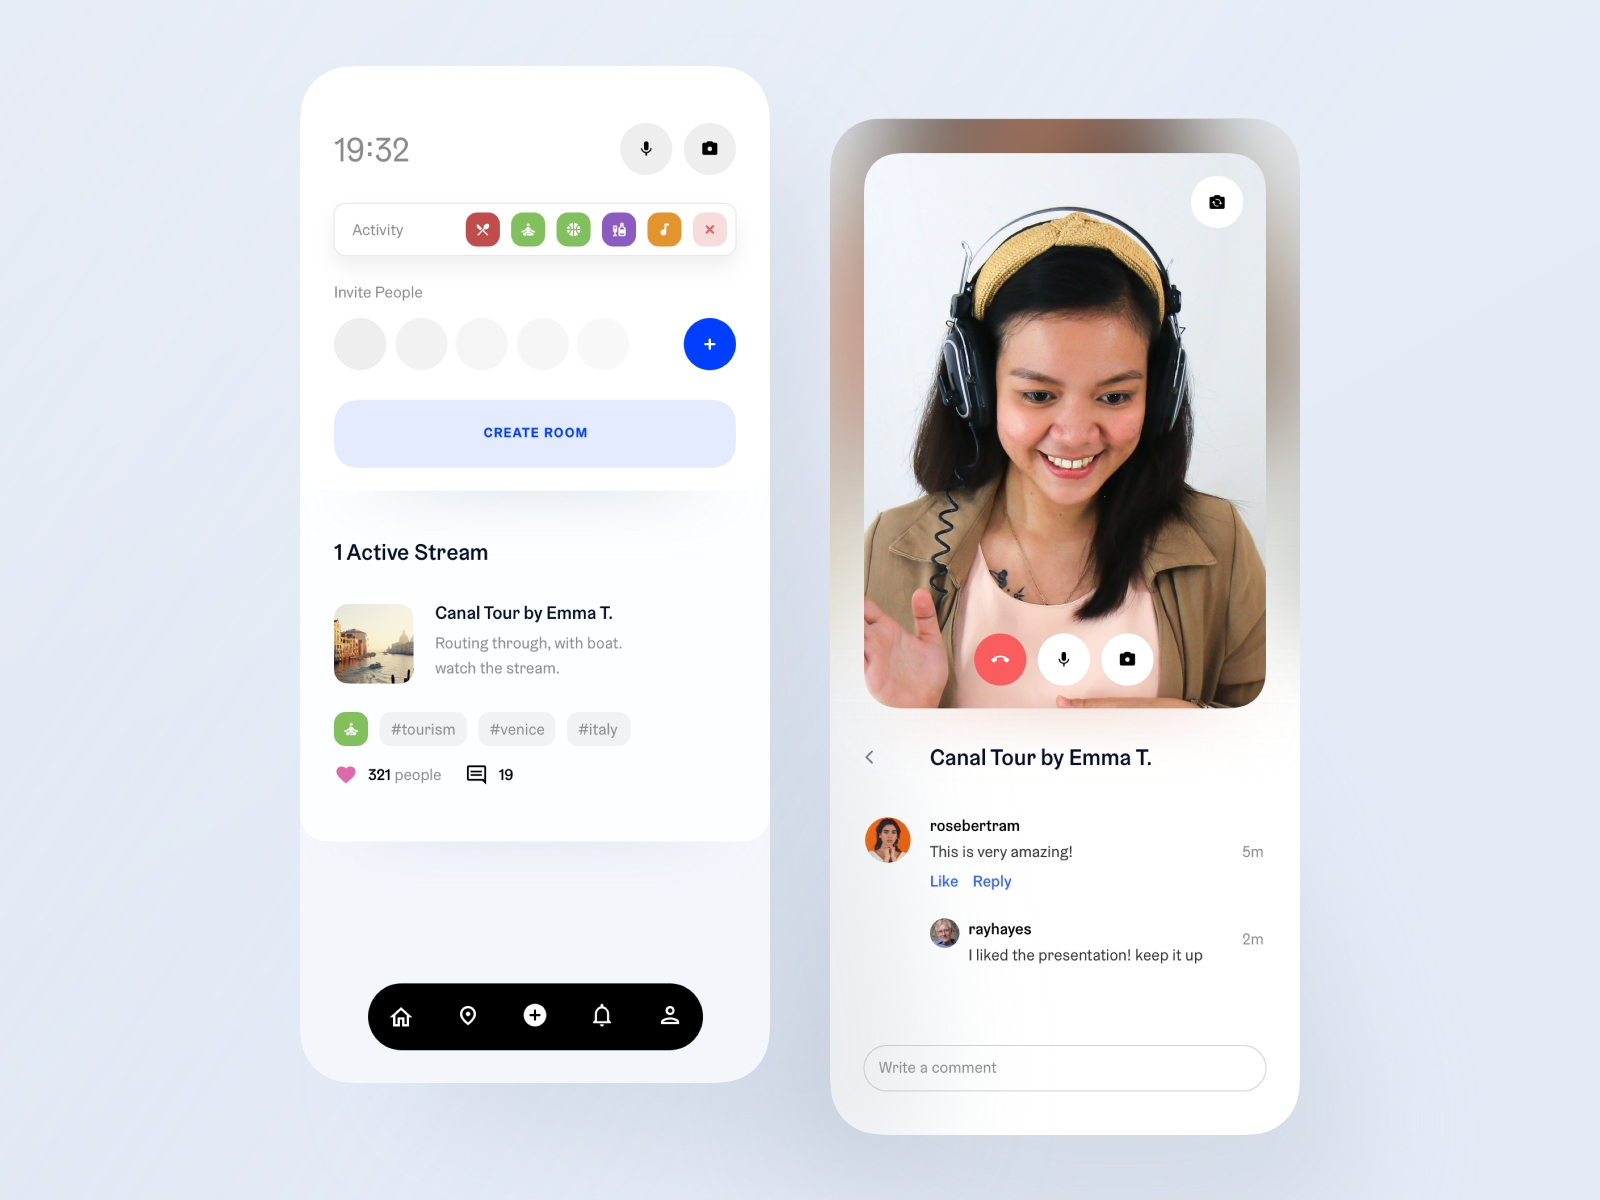 19:32
Activity
Invite People
CREATE ROOM
1 Active Stream
Canal Tour by Emma T.
Routing through, with boat.
watch the stream.
#tourism #venice #italy
321 people 19
Canal Tour by Emma T.
rosebertram
This is very amazing! 5m
Like Reply
rayhayes
2m
I liked the presentation! keep it up
Write a comment